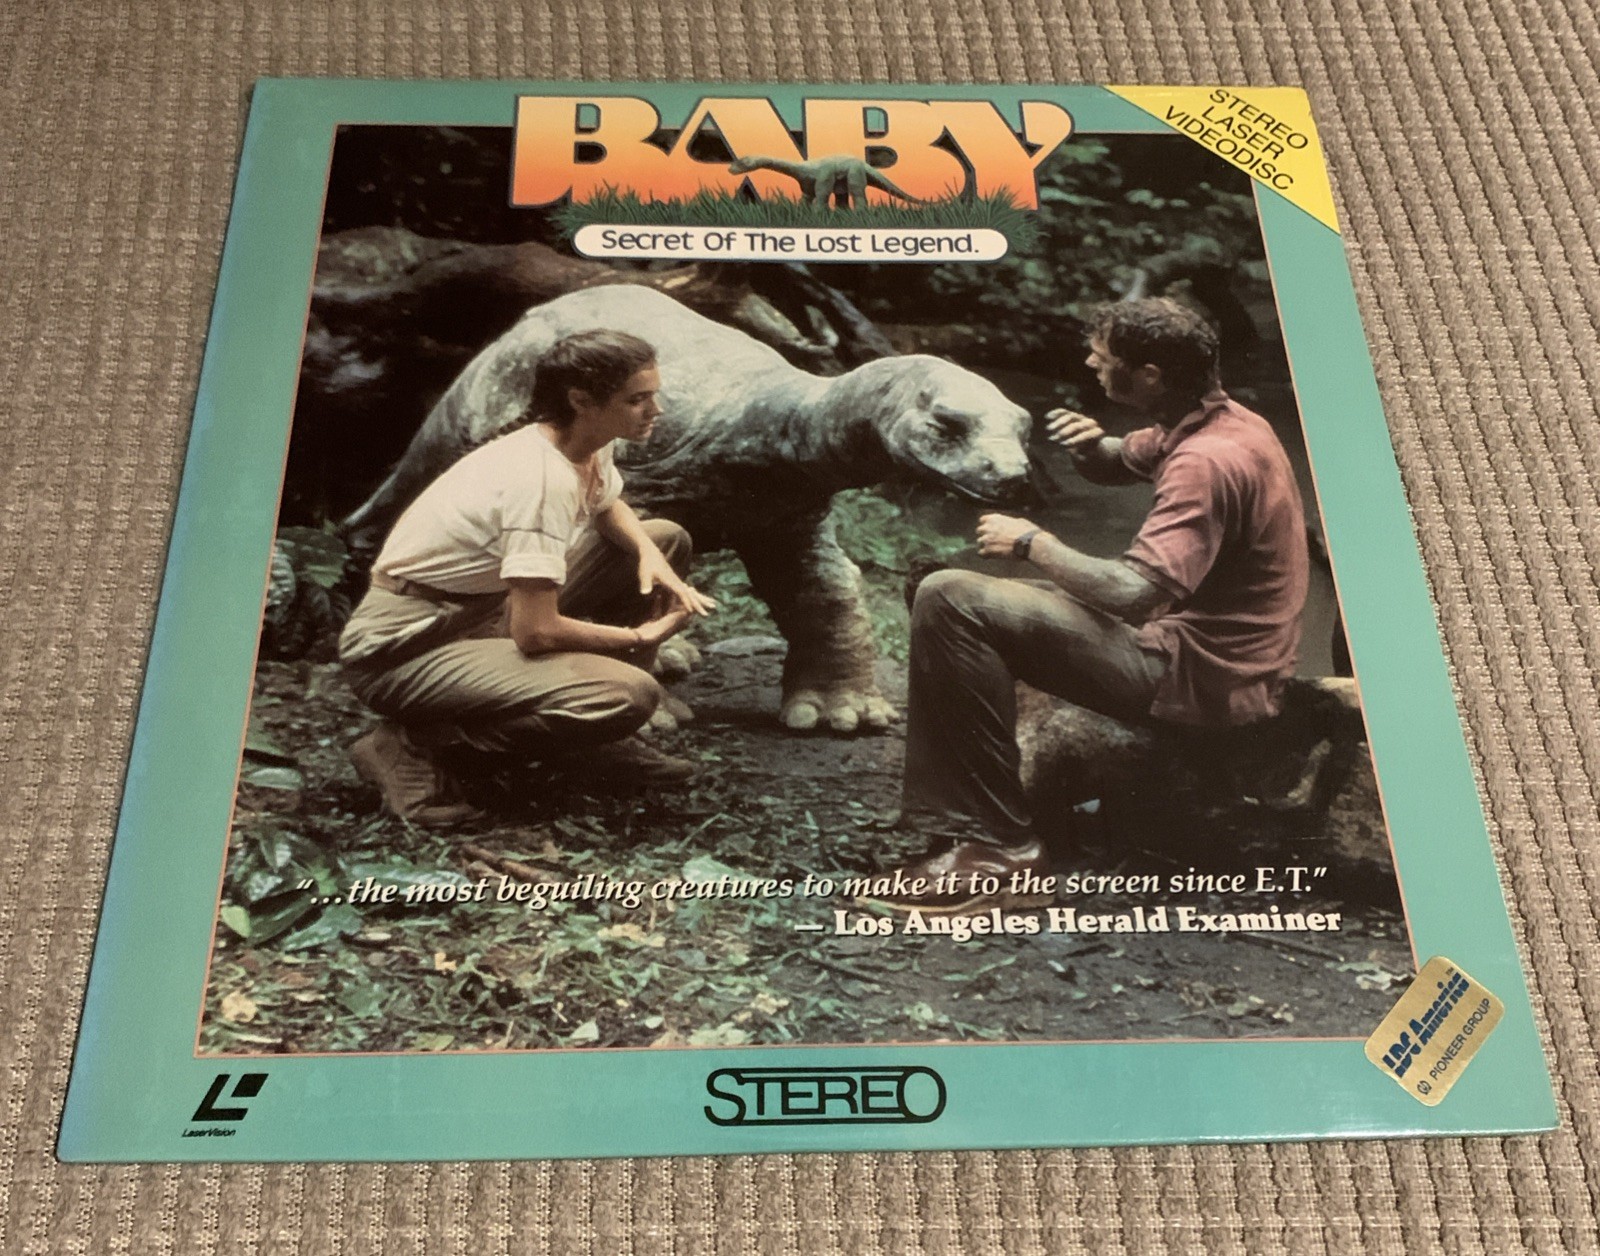 BABY
Secret Of The Lost Legend.
STEREO
LASER
VIDEODISC
“...the most beguiling creatures to make it to the screen since E.T.”
— Los Angeles Herald Examiner
LaserVision
STEREO
LDC America™
PIONEER GROUP